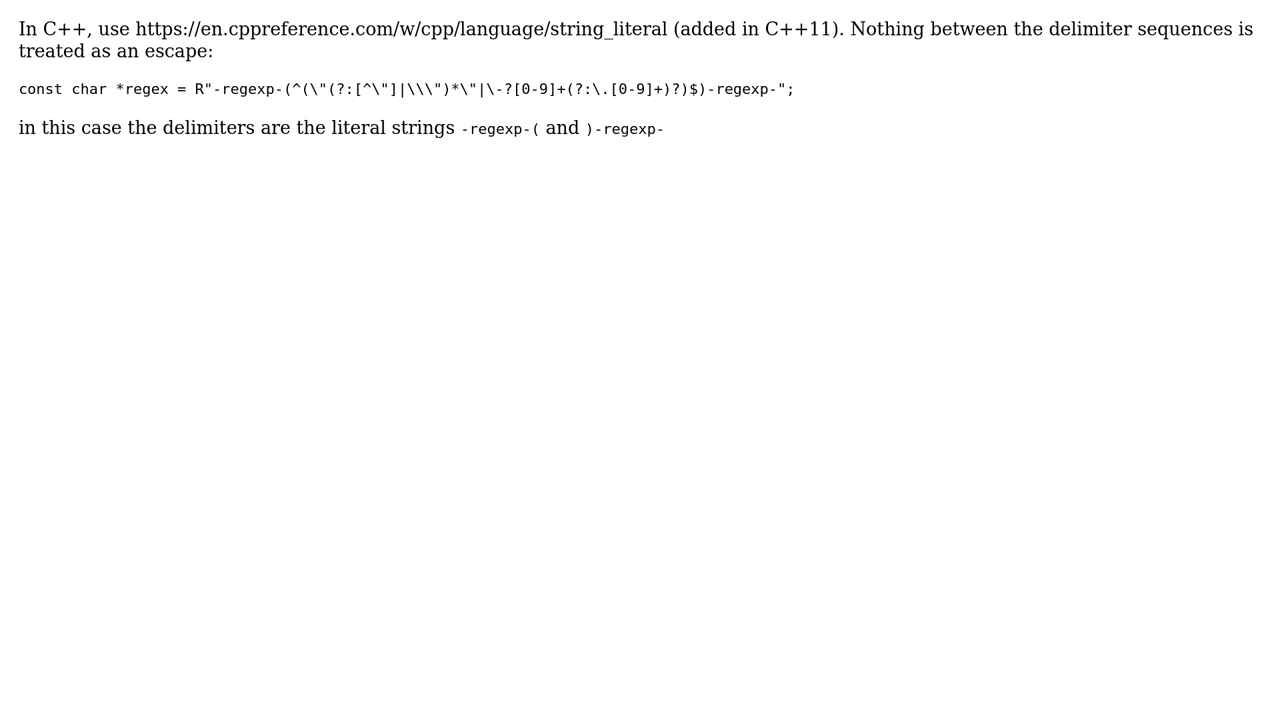 In C++, use https://en.cppreference.com/w/cpp/language/string_literal (added in C++11). Nothing between the delimiter sequences is
treated as an escape:
const char *regex = R"-regexp-(^(\"(?:[^\"]|\\\")*\"|\-?[0-9]+(?:\.[0-9]+)?)$)-regexp-";
in this case the delimiters are the literal strings -regexp-( and )-regexp-